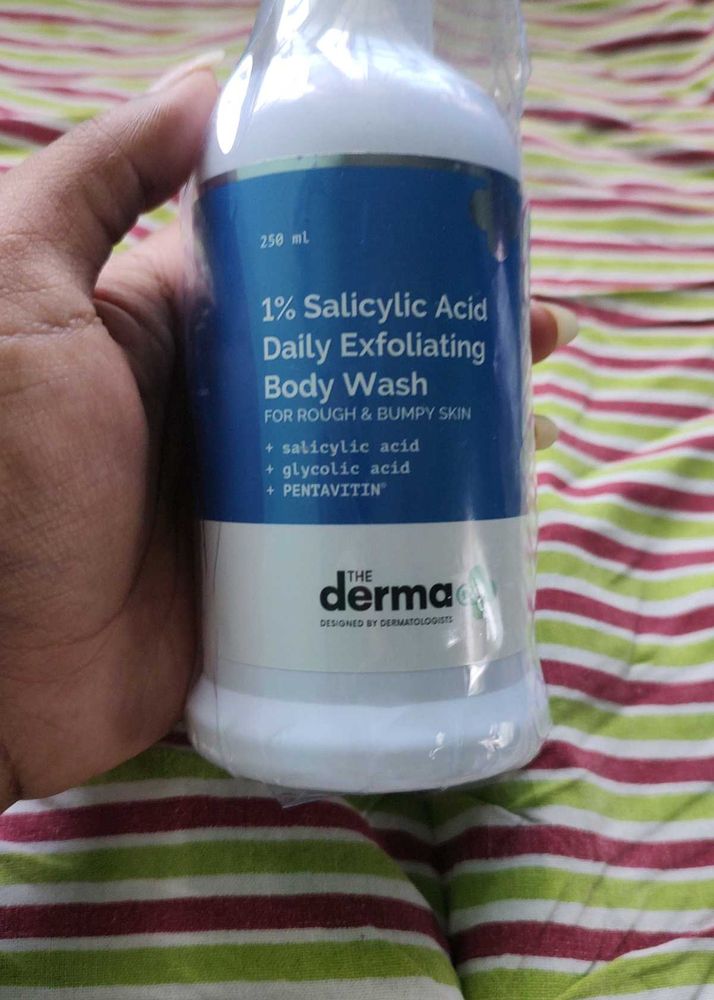 250 ml
1% Salicylic Acid
Daily Exfoliating
Body Wash
FOR ROUGH & BUMPY SKIN
+ salicylic acid
+ glycolic acid
+ PENTAVITIN®
THE
derma
DESIGNED BY DERMATOLOGISTS